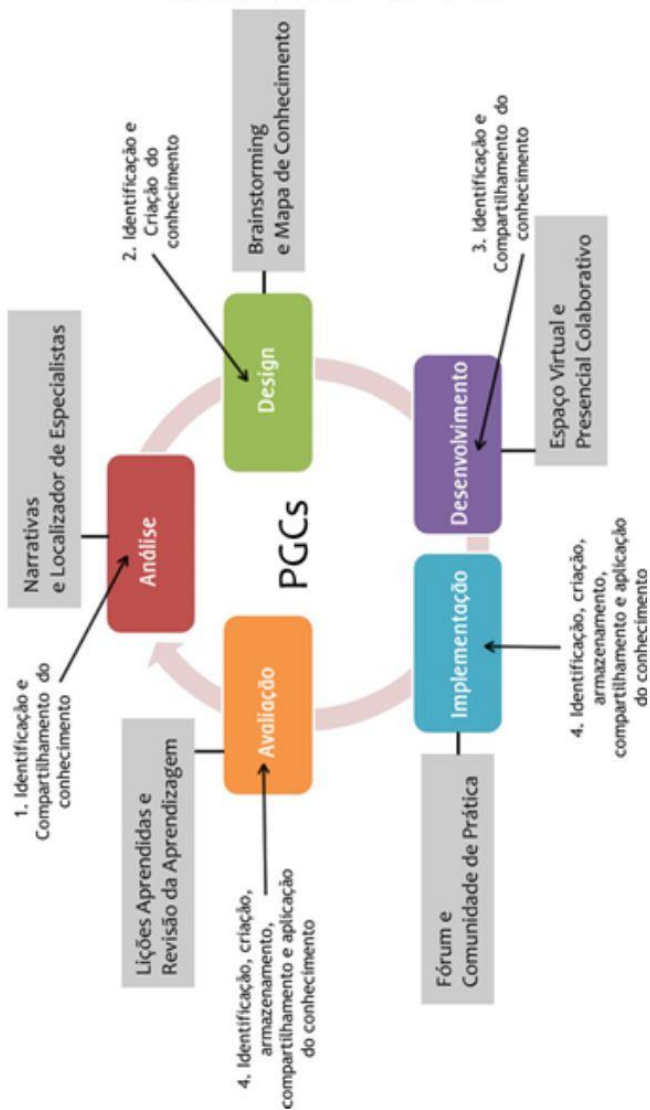 Narrativas
e Localizador de Especialistas
1. Identificação e
Compartilhamento do
conhecimento
Análise
2. Identificação e
Criação do
conhecimento
Design
Brainstorming
e Mapa de Conhecimento
PGCs
Lições Aprendidas e
Revisão da Aprendizagem
Avaliação
4. Identificação, criação,
armazenamento,
compartilhamento e aplicação
do conhecimento
Desenvolvimento
3. Identificação e
Compartilhamento do
conhecimento
Espaço Virtual e
Presencial Colaborativo
Implementação
Fórum e
Comunidade de Prática
4. Identificação, criação,
armazenamento,
compartilhamento e aplicação
do conhecimento